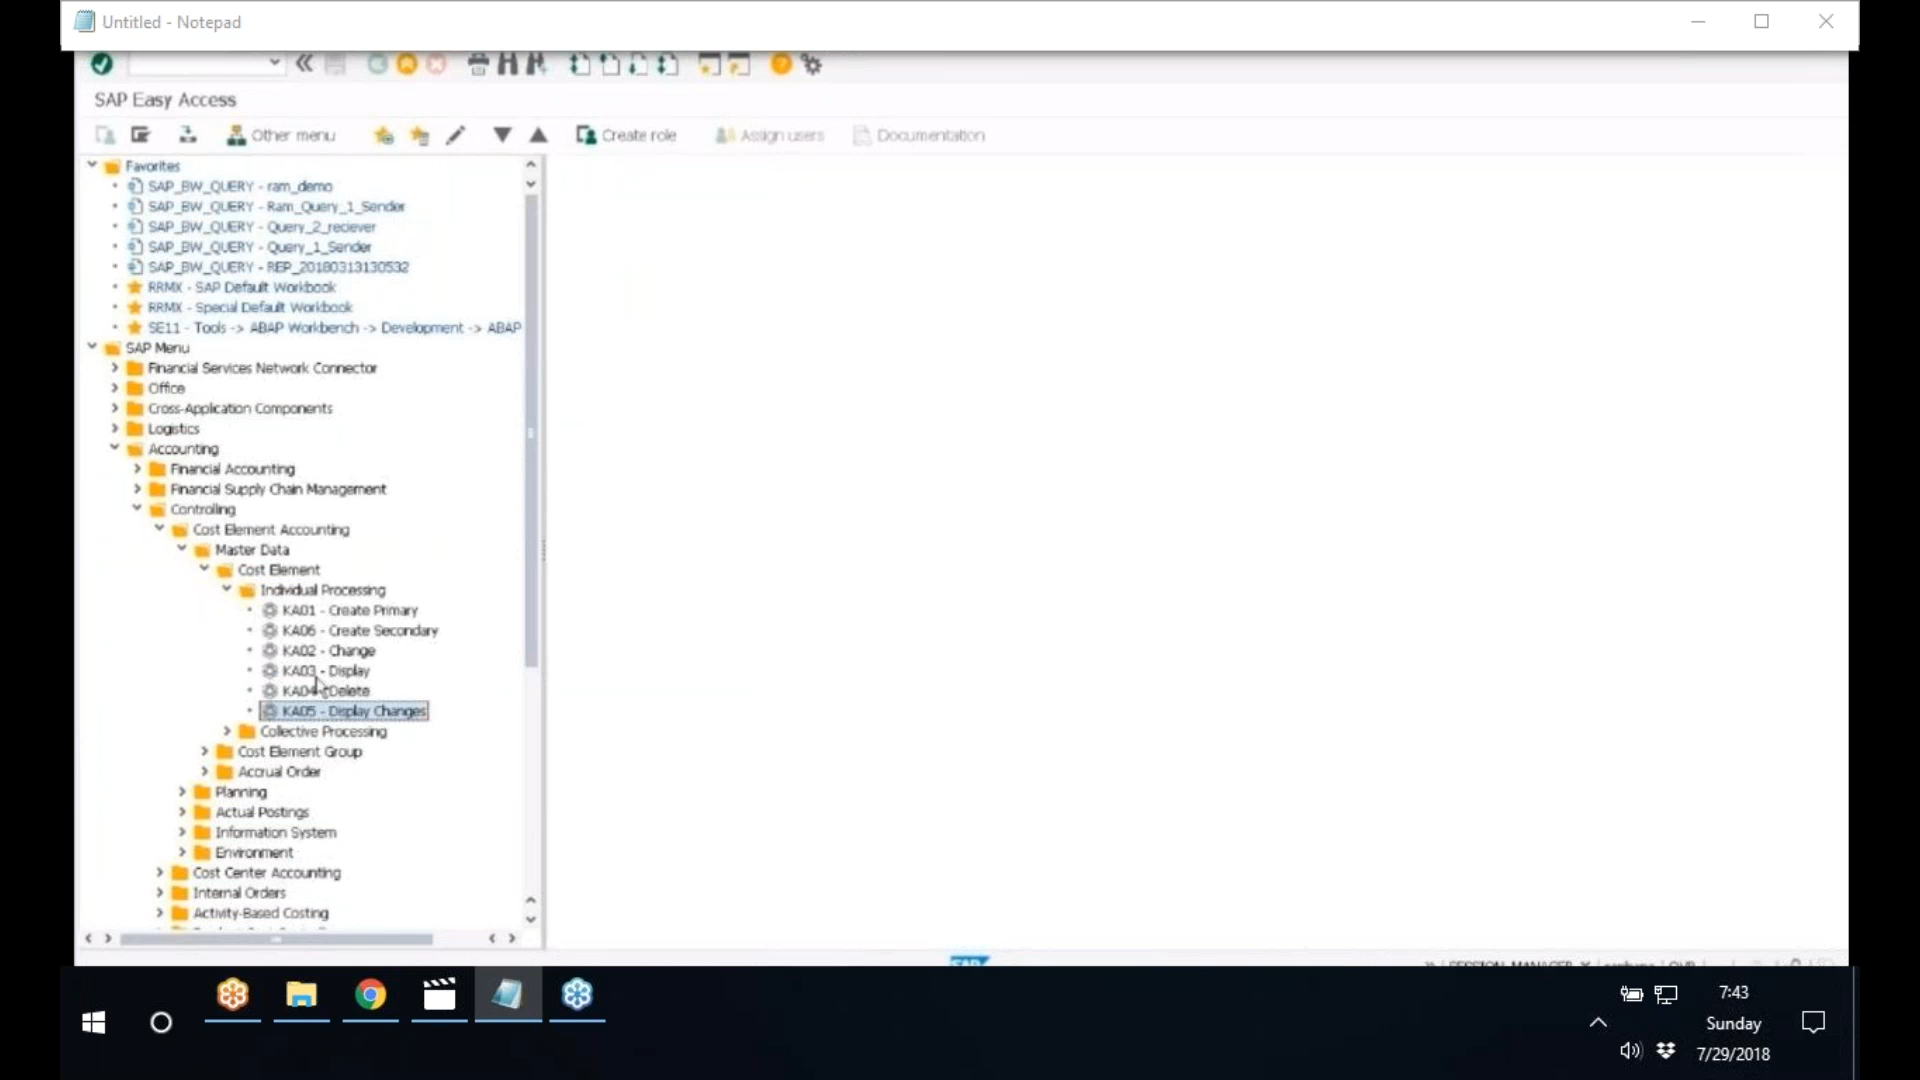 Untitled - Notepad
SAP Easy Access
Other menu
Create role
Assign users
Documentation
Favorites
SAP_BW_QUERY - ram_demo
SAP_BW_QUERY - Ram_Query_1_Sender
SAP_BW_QUERY - Query_2_reciever
SAP_BW_QUERY - Query_1_Sender
SAP_BW_QUERY - REP_20180313130532
RRMX - SAP Default Workbook
RRMX - Special Default Workbook
SE11 - Tools -> ABAP Workbench -> Development -> ABAP
SAP Menu
Financial Services Network Connector
Office
Cross-Application Components
Logistics
Accounting
Financial Accounting
Financial Supply Chain Management
Controlling
Cost Element Accounting
Master Data
Cost Element
Individual Processing
KA01 - Create Primary
KA06 - Create Secondary
KA02 - Change
KA03 - Display
KA04 - Delete
KA05 - Display Changes
Collective Processing
Cost Element Group
Accrual Order
Planning
Actual Postings
Information System
Environment
Cost Center Accounting
Internal Orders
Activity-Based Costing
SAP
SESSION_MANAGER
7:43
Sunday
7/29/2018